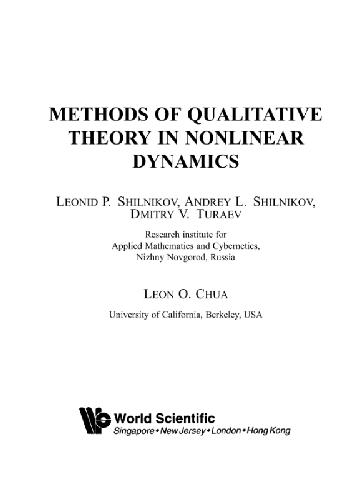 METHODS OF QUALITATIVE
THEORY IN NONLINEAR
DYNAMICS
LEONID P. SHILNIKOV, ANDREY L. SHILNIKOV,
DMITRY V. TURAEV
Research institute for
Applied Mathematics and Cybernetics,
Nizhny Novgorod, Russia
LEON O. CHUA
University of California, Berkeley, USA
World Scientific
Singapore • New Jersey • London • Hong Kong